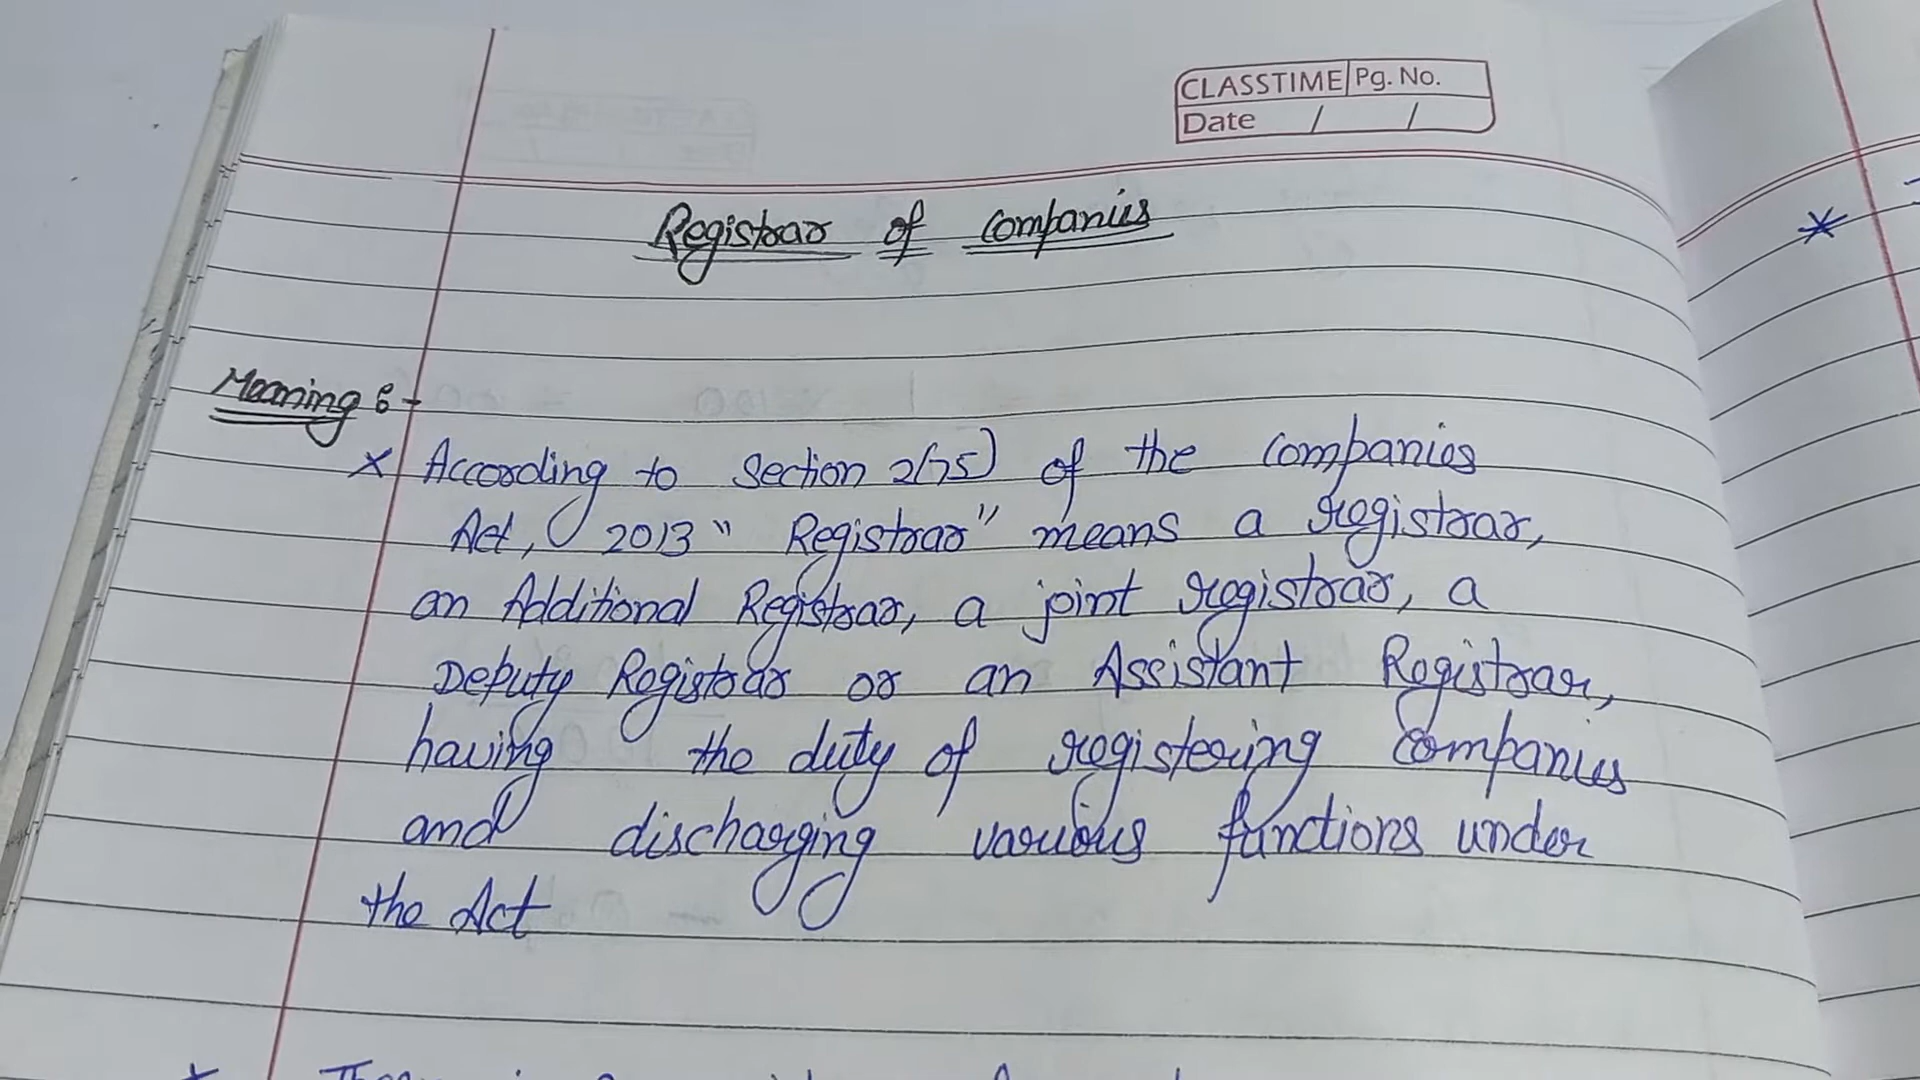 CLASSTIME Pg. No.
Date / /
Registrar of Companies
Meaning :-
× According to Section 2(75) of the Companies
Act, 2013 " Registrar" means a registrar,
an Additional Registrar, a joint registrar, a
Deputy Registrar or an Assistant Registrar,
having the duty of registering Companies
and discharging various functions under
the Act